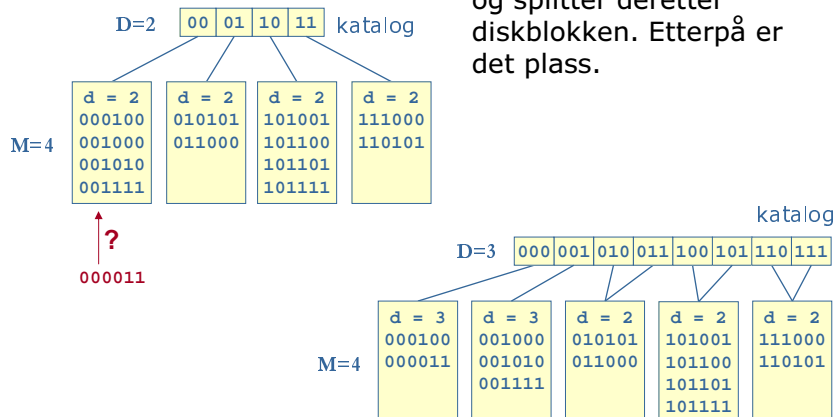 og splitter deretter
diskblokken. Etterpå er
det plass.
D=2 00 01 10 11 katalog
d = 2 d = 2 d = 2 d = 2
000100 010101 101001 111000
M=4 001000 011000 101100 110101
001010 101101
001111 101111
?
000011
katalog
D=3 000 001 010 011 100 101 110 111
d = 3 d = 3 d = 2 d = 2 d = 2
000100 001000 010101 101001 111000
M=4 000011 001010 011000 101100 110101
001111 101101
101111